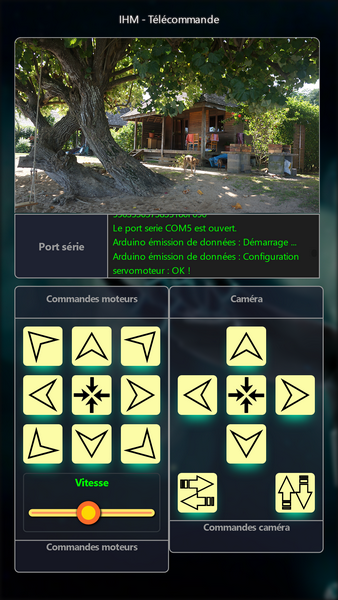 IHM - Télécommande
Port série
Le port serie COM5 est ouvert.
Arduino émission de données : Démarrage ...
Arduino émission de données : Configuration
servomoteur : OK !
Commandes moteurs
Caméra
Vitesse
Commandes caméra
Commandes moteurs